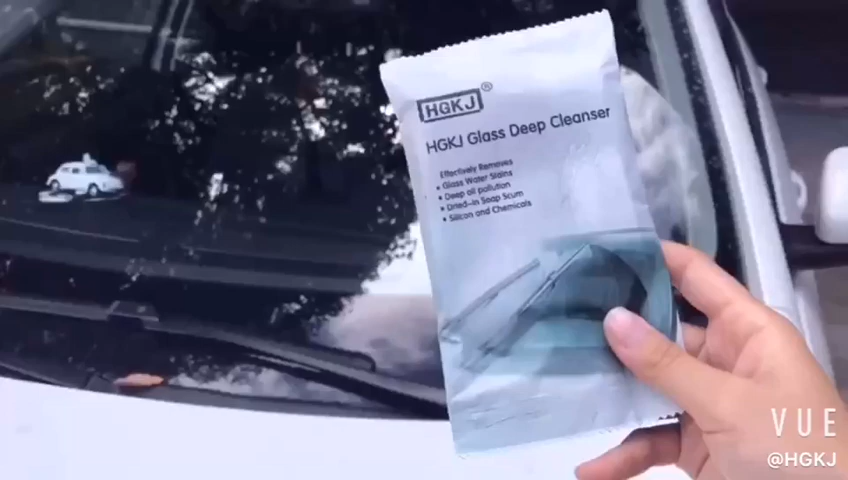 HGKJ®
HGKJ Glass Deep Cleanser
Effectively Removes
• Glass Water Stains
• Deep oil pollution
• Dried-in Soap Scum
• Silicon and Chemicals
VUE
@HGKJ